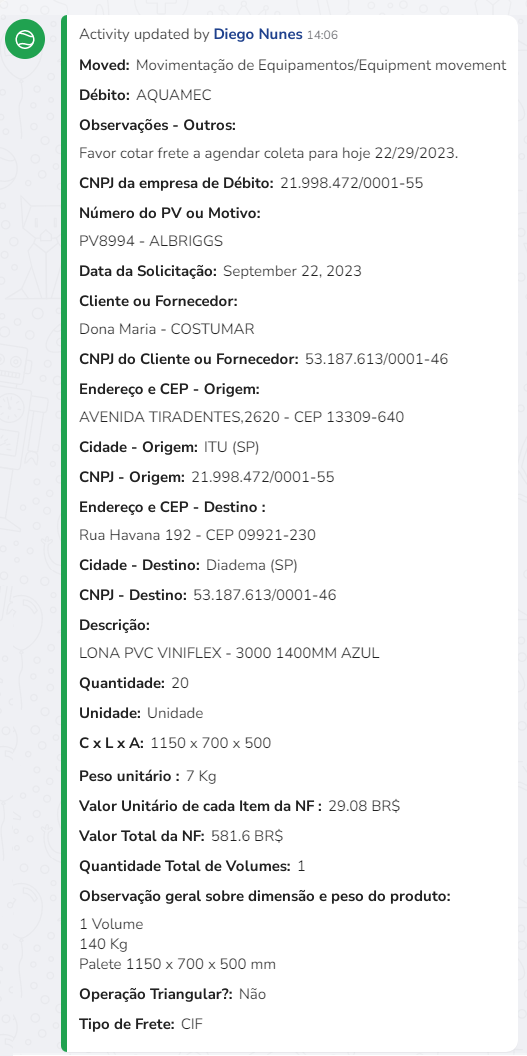 Activity updated by Diego Nunes 14:06
Moved: Movimentação de Equipamentos/Equipment movement
Débito: AQUAMEC
Observações - Outros:
Favor cotar frete a agendar coleta para hoje 22/29/2023.
CNPJ da empresa de Débito: 21.998.472/0001-55
Número do PV ou Motivo:
PV8994 - ALBRIGGS
Data da Solicitação: September 22, 2023
Cliente ou Fornecedor:
Dona Maria - COSTUMAR
CNPJ do Cliente ou Fornecedor: 53.187.613/0001-46
Endereço e CEP - Origem:
AVENIDA TIRADENTES,2620 - CEP 13309-640
Cidade - Origem: ITU (SP)
CNPJ - Origem: 21.998.472/0001-55
Endereço e CEP - Destino :
Rua Havana 192 - CEP 09921-230
Cidade - Destino: Diadema (SP)
CNPJ - Destino: 53.187.613/0001-46
Descrição:
LONA PVC VINIFLEX - 3000 1400MM AZUL
Quantidade: 20
Unidade: Unidade
C x L x A: 1150 x 700 x 500
Peso unitário : 7 Kg
Valor Unitário de cada Item da NF : 29.08 BR$
Valor Total da NF: 581.6 BR$
Quantidade Total de Volumes: 1
Observação geral sobre dimensão e peso do produto:
1 Volume
140 Kg
Palete 1150 x 700 x 500 mm
Operação Triangular?: Não
Tipo de Frete: CIF